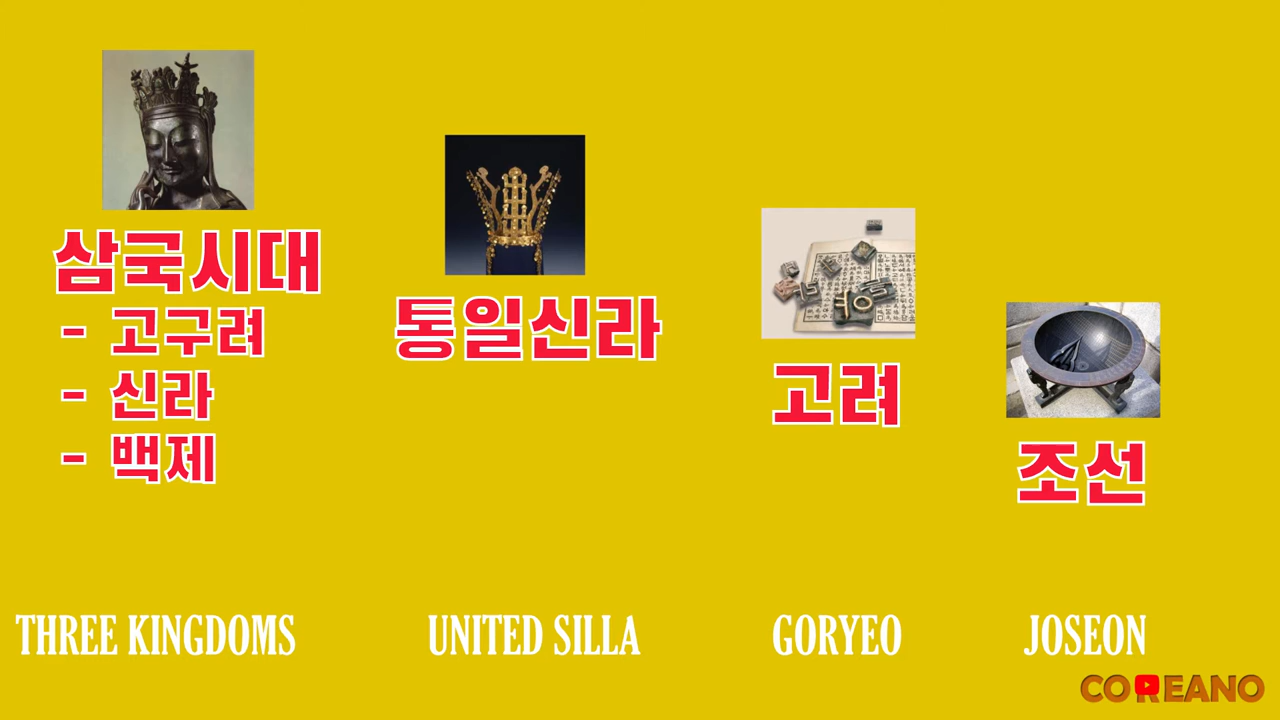 삼국시대
- 고구려
- 신라
- 백제
통일신라
고려
조선
THREE KINGDOMS
UNITED SILLA
GORYEO
JOSEON
COREANO